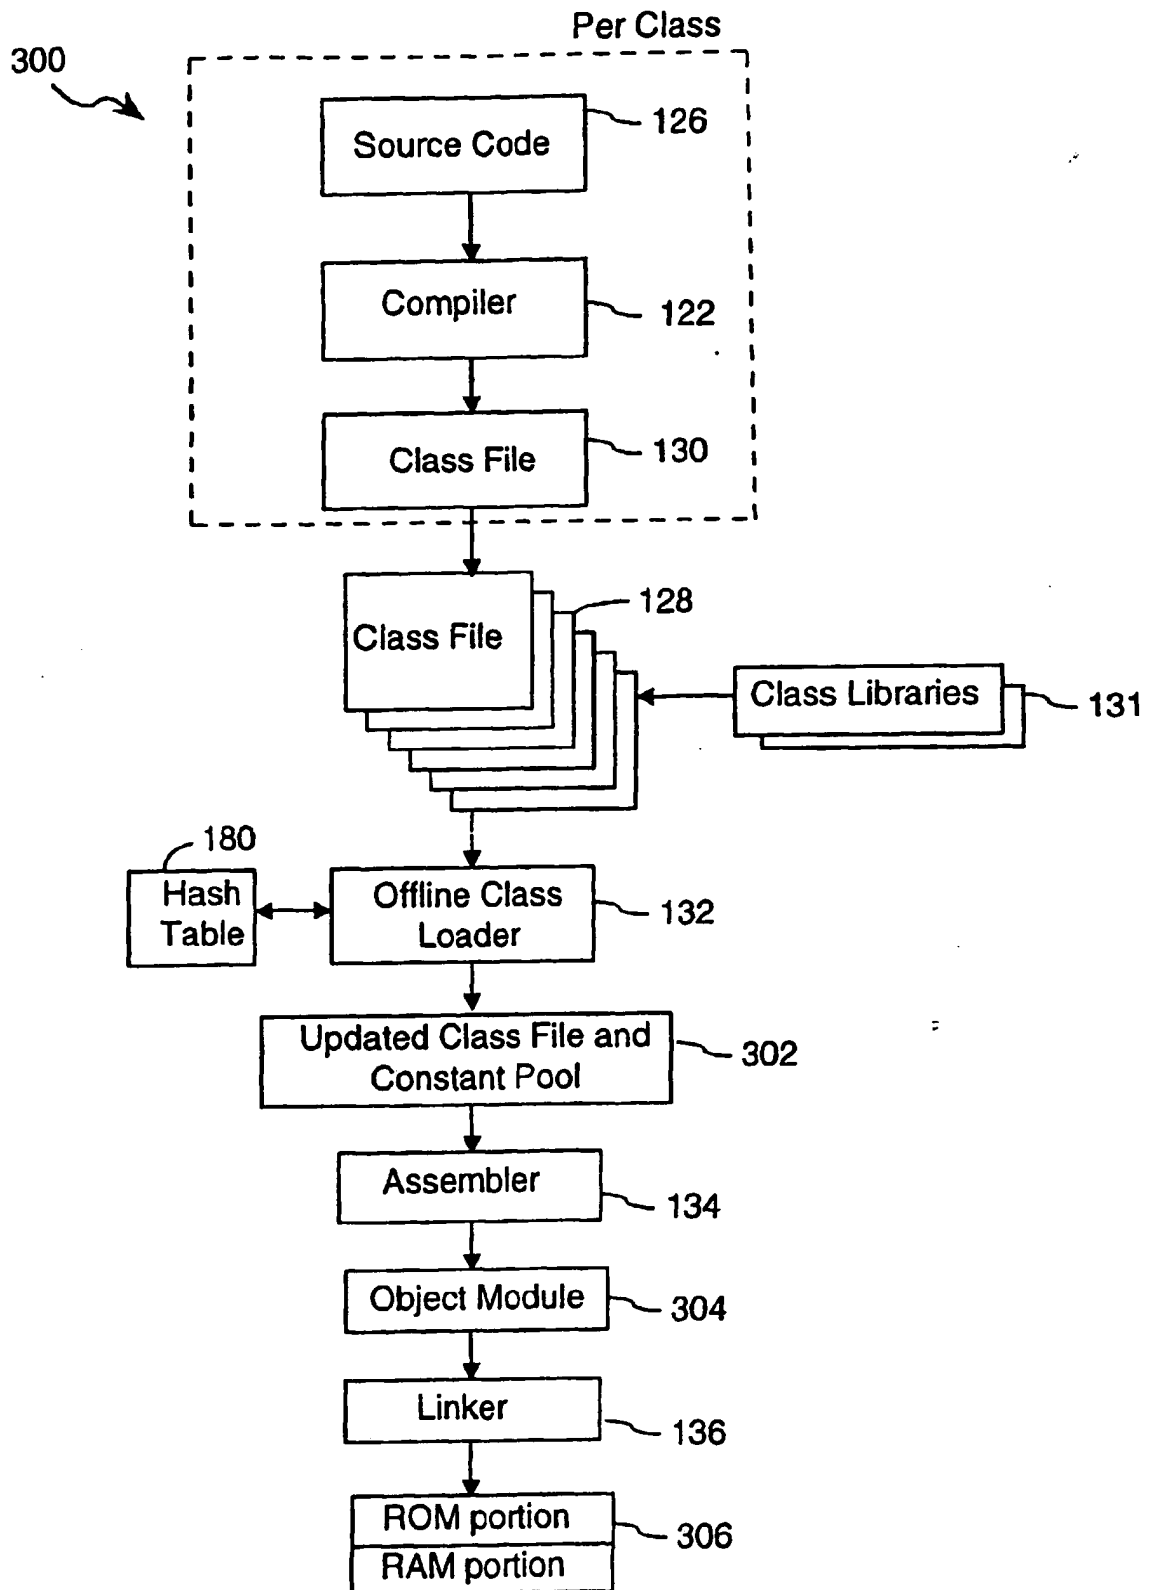 Per Class
300
Source Code
126
Compiler
122
Class File
130
Class File
128
Class Libraries
131
180
Hash
Table
Offline Class
Loader
132
Updated Class File and
Constant Pool
302
Assembler
134
Object Module
304
Linker
136
ROM portion
306
RAM portion